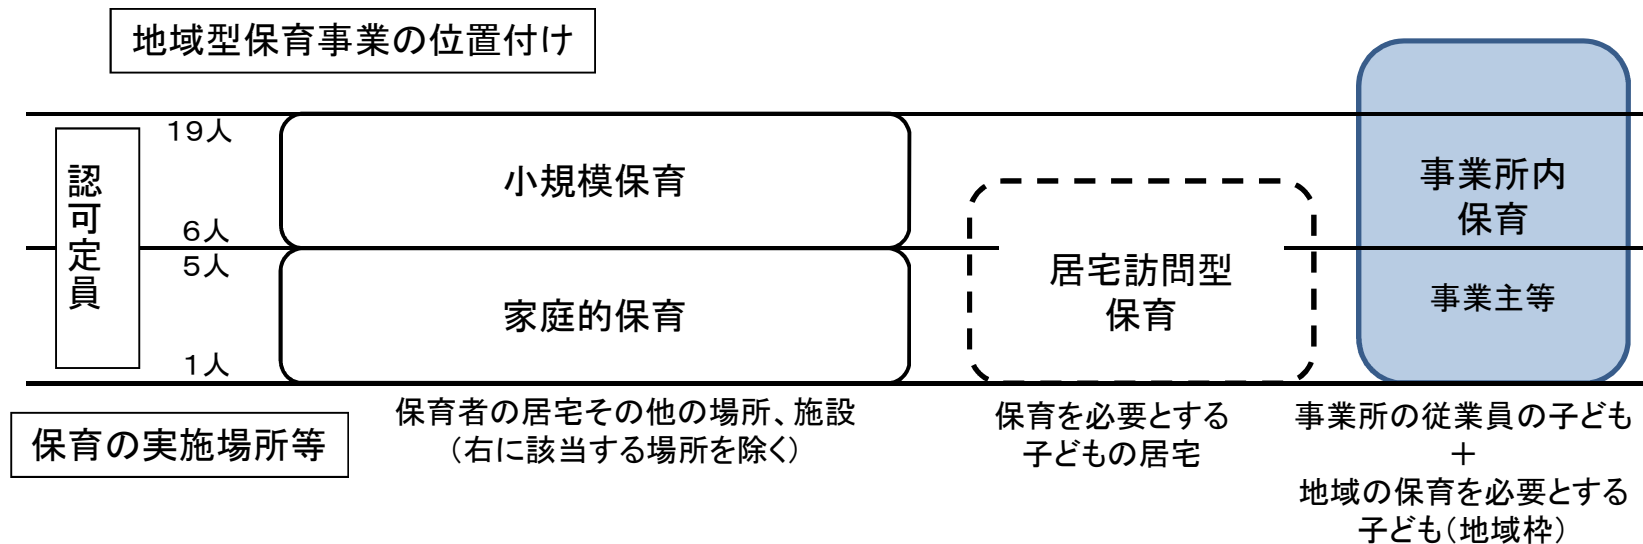 地域型保育事業の位置付け
認可定員
19人
6人
5人
1人
小規模保育
家庭的保育
居宅訪問型
保育
事業所内
保育
事業主等
保育の実施場所等
保育者の居宅その他の場所、施設
（右に該当する場所を除く）
保育を必要とする
子どもの居宅
事業所の従業員の子ども
＋
地域の保育を必要とする
子ども（地域枠）